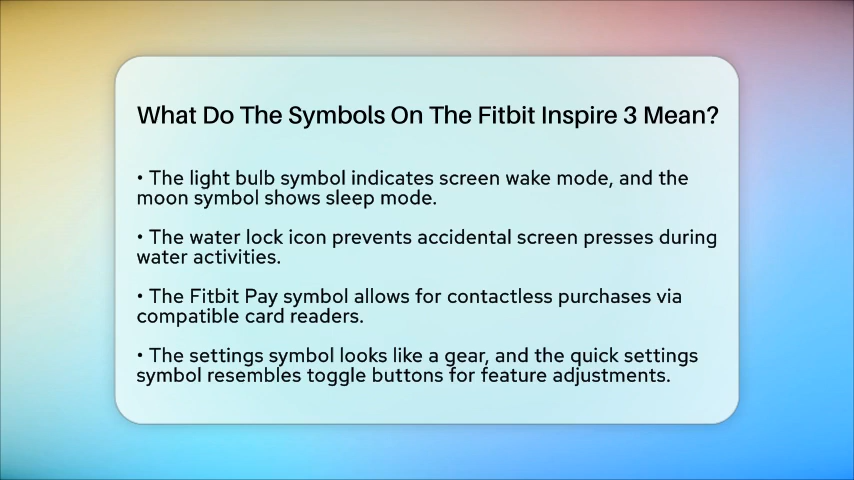 What Do The Symbols On The Fitbit Inspire 3 Mean?
• The light bulb symbol indicates screen wake mode, and the
moon symbol shows sleep mode.
• The water lock icon prevents accidental screen presses during
water activities.
• The Fitbit Pay symbol allows for contactless purchases via
compatible card readers.
• The settings symbol looks like a gear, and the quick settings
symbol resembles toggle buttons for feature adjustments.